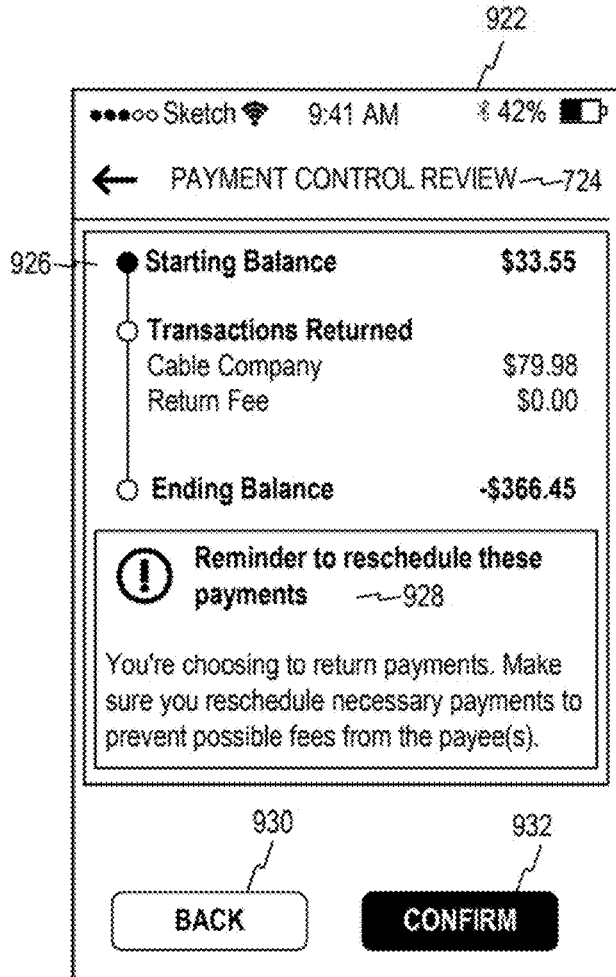 922
Sketch 9:41 AM 42%
PAYMENT CONTROL REVIEW 724
926 Starting Balance $33.55
Transactions Returned
Cable Company $79.98
Return Fee $0.00
Ending Balance -$366.45
Reminder to reschedule these
payments 928
You're choosing to return payments. Make
sure you reschedule necessary payments to
prevent possible fees from the payee(s).
930 932
BACK CONFIRM